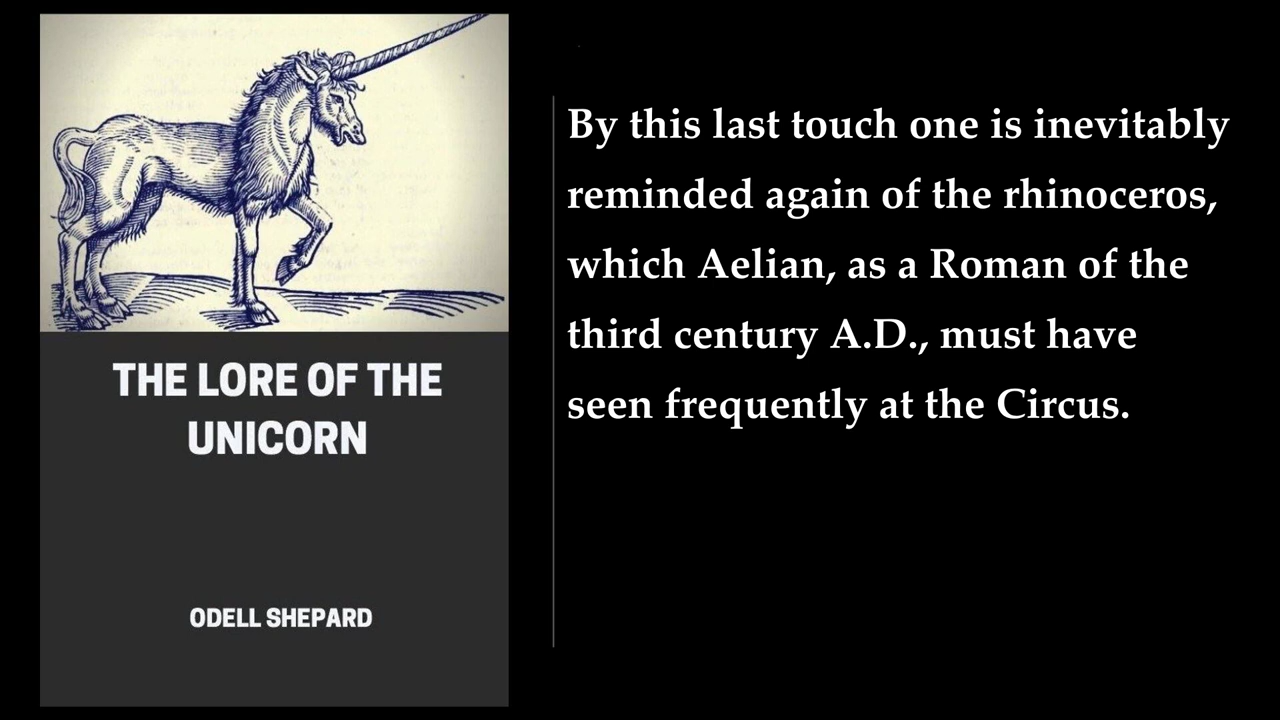 THE LORE OF THE
UNICORN
ODELL SHEPARD
By this last touch one is inevitably
reminded again of the rhinoceros,
which Aelian, as a Roman of the
third century A.D., must have
seen frequently at the Circus.